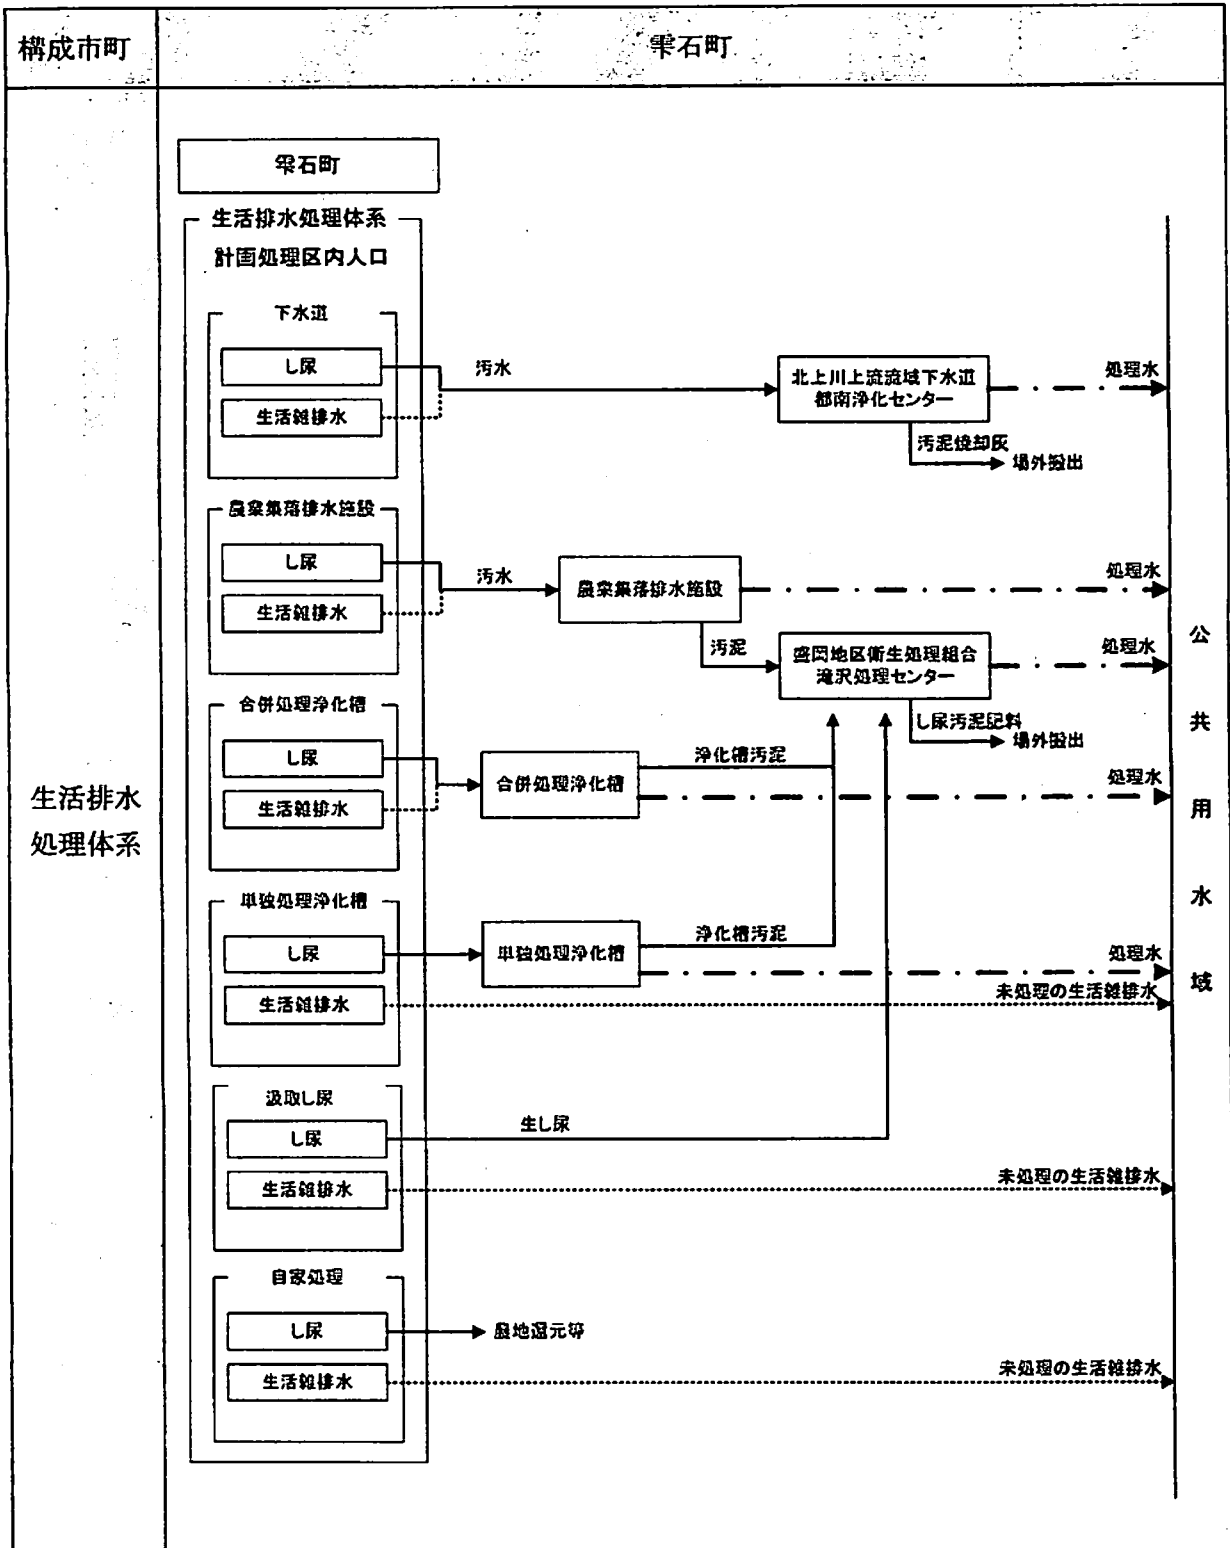 構成市町
雫石町
雫石町
生活排水処理体系
計画処理区内人口
下水道
し尿
生活雑排水
汚水
北上川上流流域下水道
都南浄化センター
処理水
汚泥焼却灰
場外搬出
農業集落排水施設
し尿
生活雑排水
汚水
農業集落排水施設
処理水
汚泥
盛岡地区衛生処理組合
滝沢処理センター
処理水
し尿汚泥肥料
場外搬出
合併処理浄化槽
し尿
生活雑排水
合併処理浄化槽
浄化槽汚泥
処理水
単独処理浄化槽
し尿
生活雑排水
単独処理浄化槽
浄化槽汚泥
処理水
未処理の生活雑排水
汲取し尿
し尿
生活雑排水
生し尿
未処理の生活雑排水
自家処理
し尿
生活雑排水
農地還元等
未処理の生活雑排水
生活排水
処理体系
公共用水域